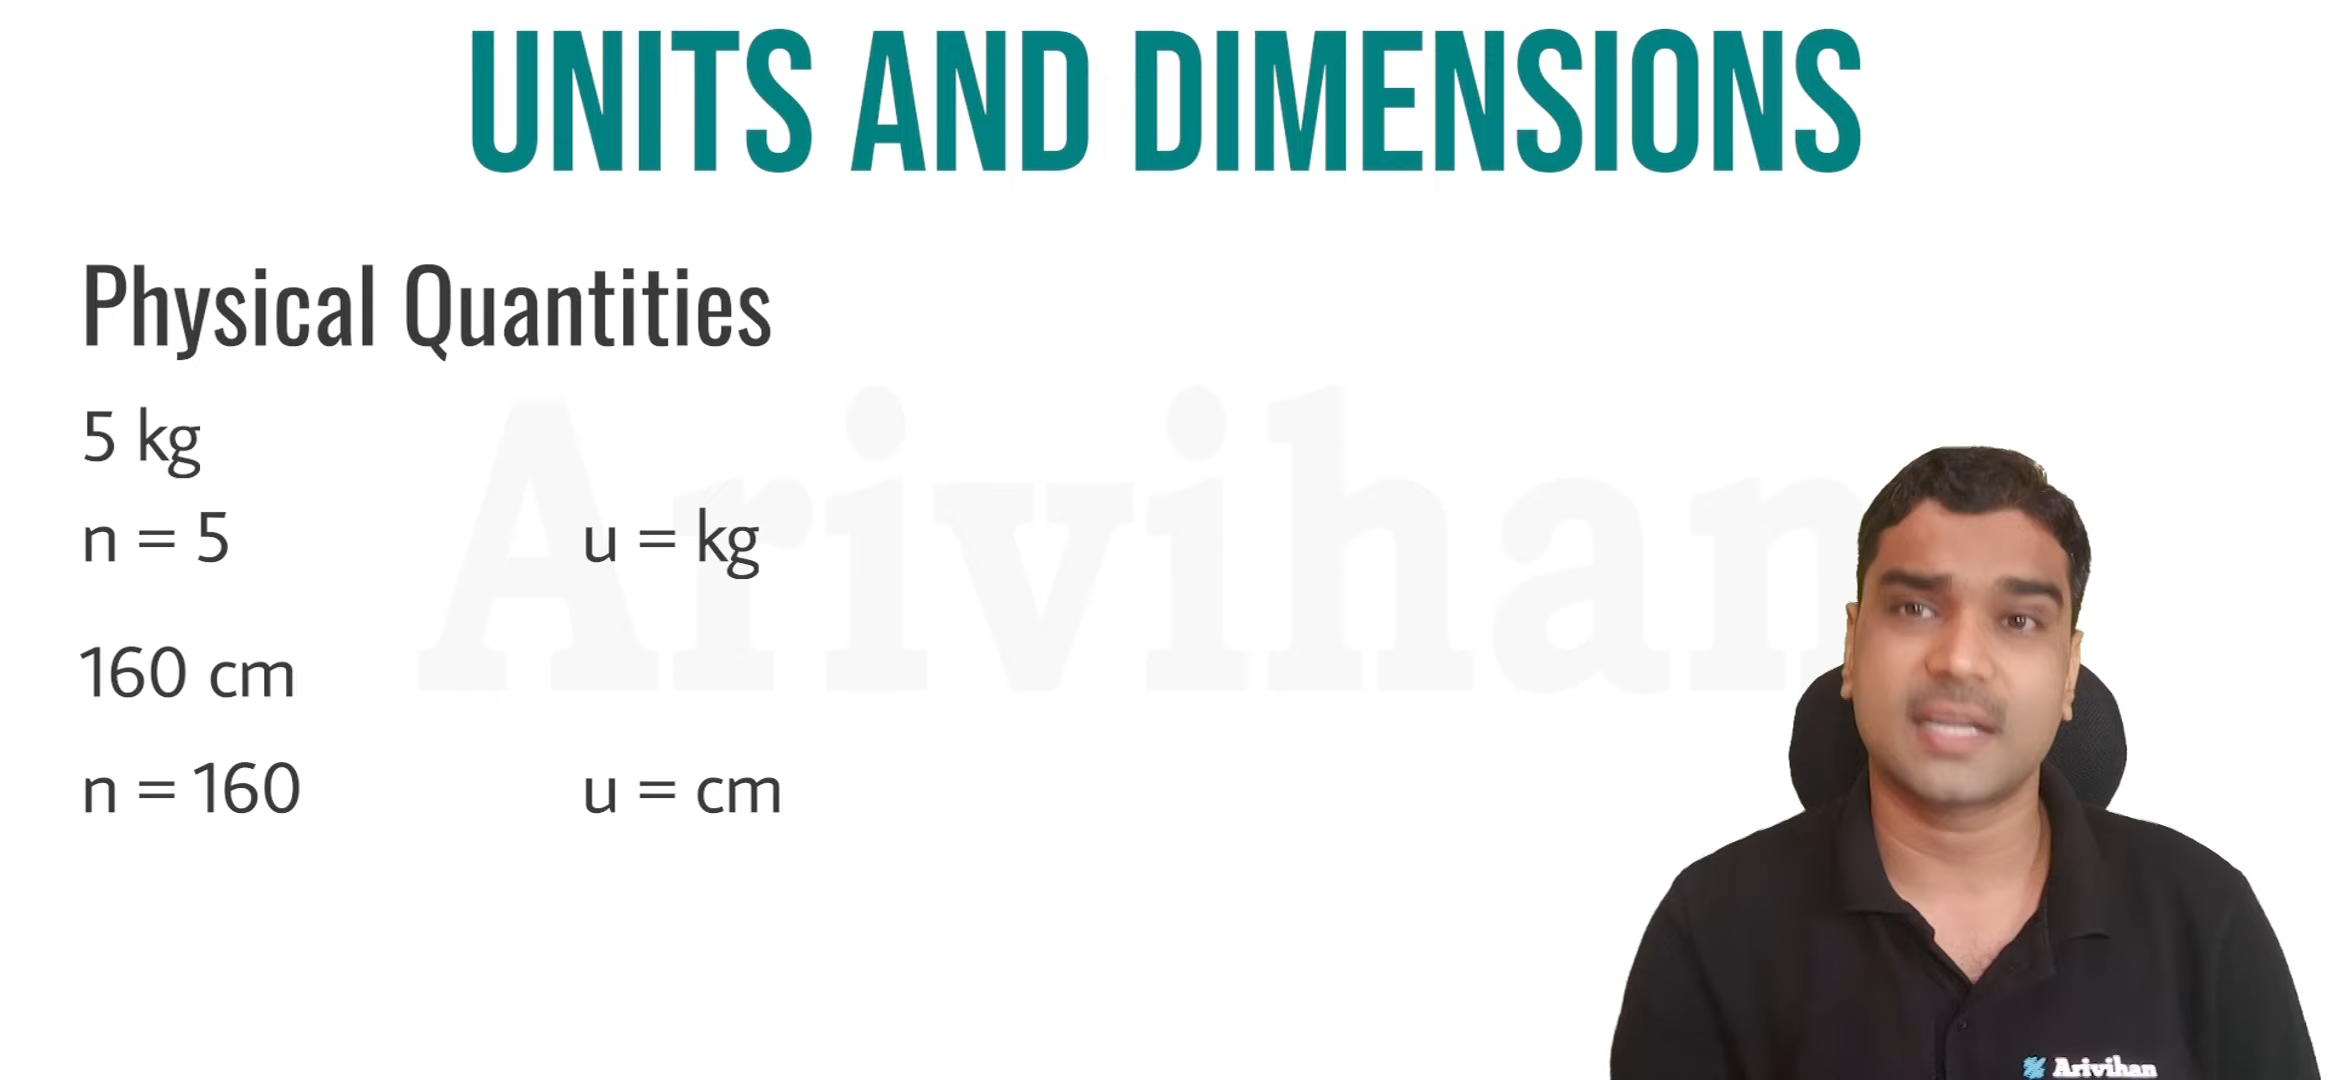 UNITS AND DIMENSIONS
Physical Quantities
5 kg
n = 5 u = kg
160 cm
n = 160 u = cm
Arivihan
Arivihan